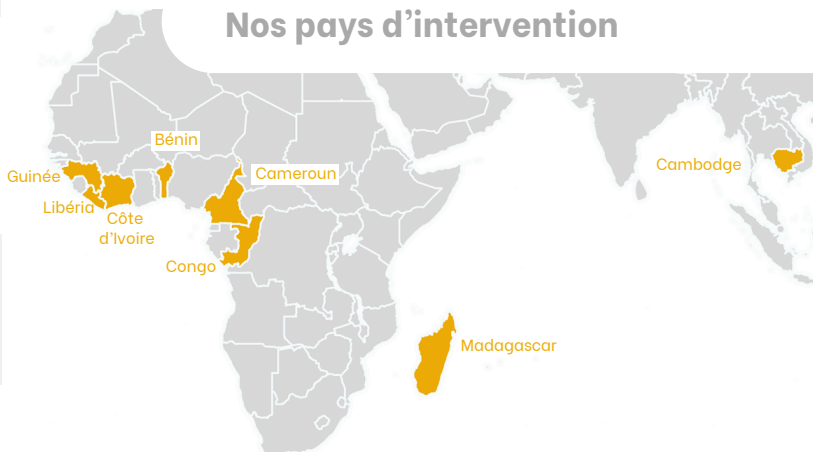 Nos pays d'intervention
Bénin
Guinée
Cameroun
Cambodge
Libéria
Côte
d'Ivoire
Congo
Madagascar